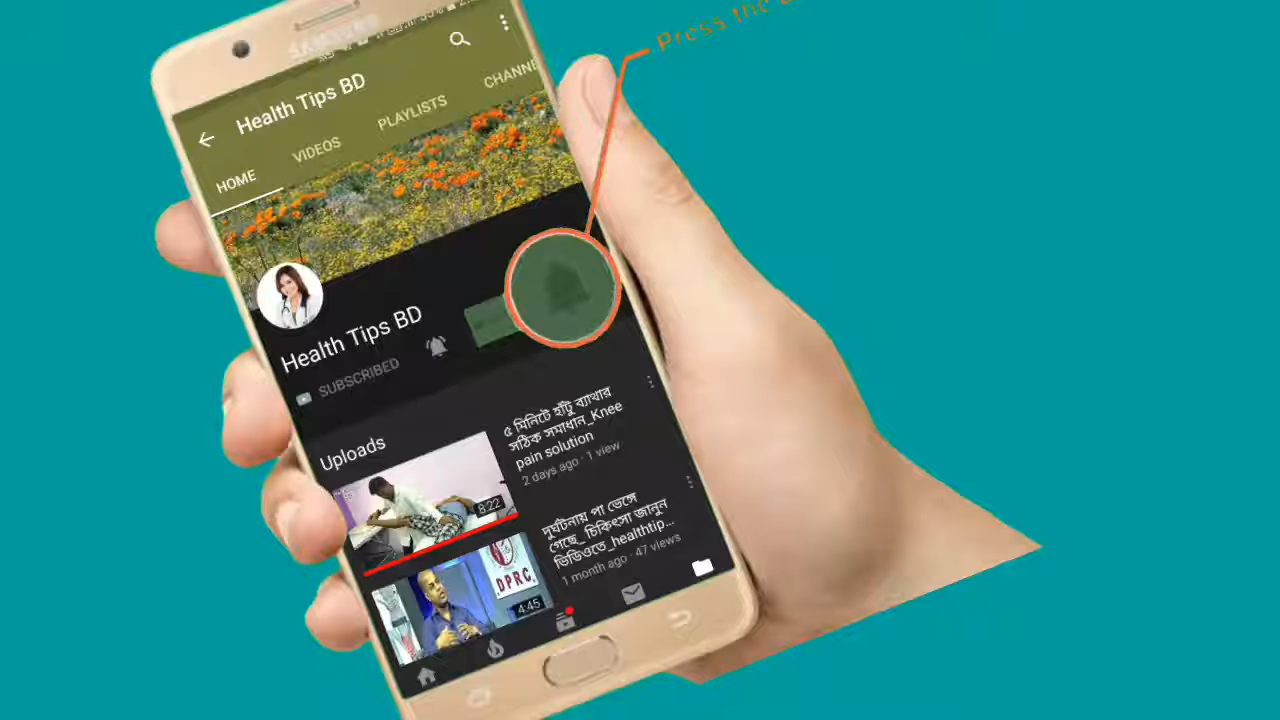 Press the
SAMSUNG
Health Tips BD
HOME
VIDEOS
PLAYLISTS
CHANNE
Health Tips BD
SUBSCRIBED
Uploads
8:22
৫ মিনিটে হাঁটু ব্যাথার
সঠিক সমাধান_Knee
pain solution
2 days ago · 1 view
DPRC
4:45
দুর্ঘটনায় পা ভেঙ্গে
গেছে_ চিকিৎসা জানুন
ভিডিওতে_healthtip...
1 month ago · 47 views